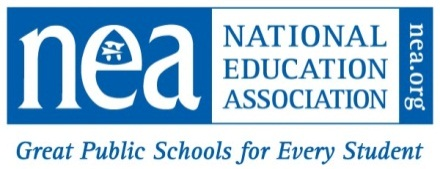 nea
NATIONAL
EDUCATION
ASSOCIATION
nea.org
Great Public Schools for Every Student